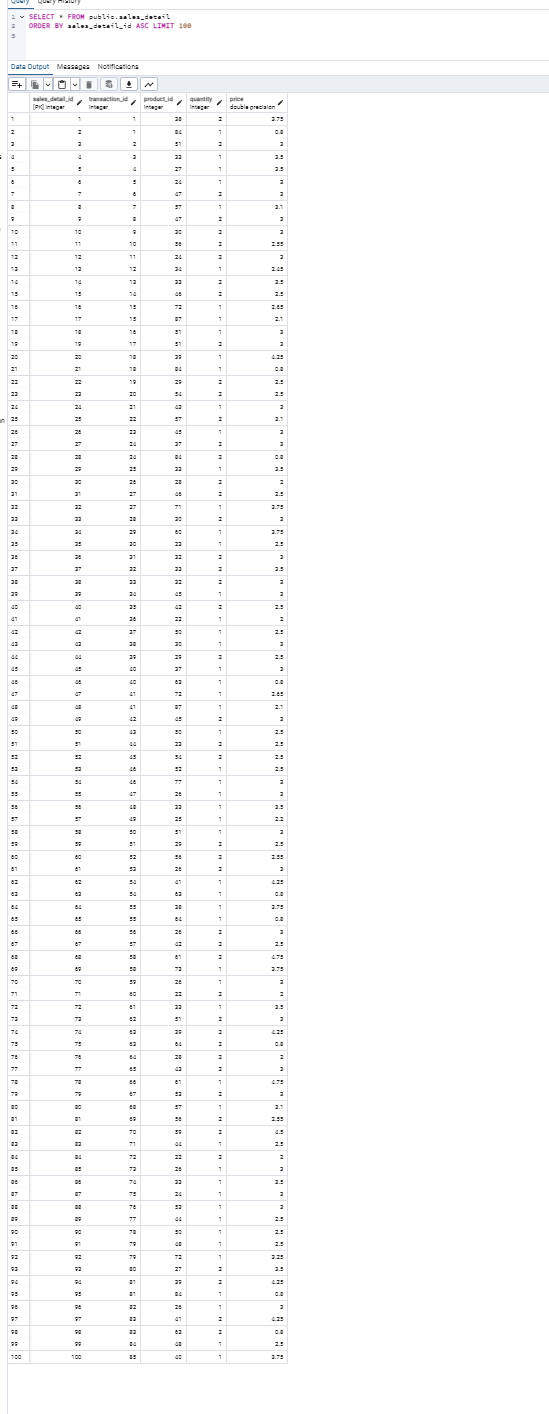 Query Query History
1 SELECT * FROM public.sales_detail
2 ORDER BY sales_detail_id ASC LIMIT 100
3
Data Output Messages Notifications
sales_detail_id transaction_id product_id quantity price
[PK] integer integer integer integer double precision
1 1 1 38 2 3.75
2 2 1 84 1 0.8
3 3 2 51 2 3
4 4 3 33 1 3.5
5 5 4 27 1 3.5
6 6 5 24 1 3
7 7 6 47 2 3
8 8 7 57 1 3.1
9 9 8 47 2 3
10 10 9 30 2 3
11 11 10 56 2 2.55
12 12 11 24 2 3
13 13 12 34 1 2.45
14 14 13 33 2 3.5
15 15 14 46 2 2.5
16 16 15 72 1 2.65
17 17 15 87 1 2.1
18 18 16 51 1 3
19 19 17 51 2 3
20 20 18 39 1 4.25
21 21 18 84 1 0.8
22 22 19 29 2 2.5
23 23 20 54 2 2.5
24 24 21 43 1 3
25 25 22 57 2 3.1
26 26 23 45 1 3
27 27 24 37 2 3
28 28 24 84 2 0.8
29 29 25 33 1 3.5
30 30 26 28 2 2
31 31 27 46 2 2.5
32 32 27 71 1 3.75
33 33 28 30 2 3
34 34 29 60 1 3.75
35 35 30 23 1 2.5
36 36 31 32 2 3
37 37 32 33 2 3.5
38 38 33 32 2 3
39 39 34 45 1 3
40 40 35 42 2 2.5
41 41 36 22 1 2
42 42 37 50 1 2.5
43 43 38 30 1 3
44 44 39 29 2 2.5
45 45 40 37 1 3
46 46 40 63 1 0.8
47 47 41 72 1 2.65
48 48 41 87 1 2.1
49 49 42 45 2 3
50 50 43 50 1 2.5
51 51 44 23 2 2.5
52 52 45 54 2 2.5
53 53 46 52 1 2.5
54 54 46 77 1 3
55 55 47 26 1 3
56 56 48 33 1 3.5
57 57 49 25 1 2.2
58 58 50 51 1 3
59 59 51 29 2 2.5
60 60 52 56 2 2.55
61 61 53 26 2 3
62 62 54 41 1 4.25
63 63 54 63 1 0.8
64 64 55 38 1 3.75
65 65 55 64 1 0.8
66 66 56 26 2 3
67 67 57 42 2 2.5
68 68 58 61 2 4.75
69 69 58 73 1 3.75
70 70 59 26 1 3
71 71 60 22 2 2
72 72 61 33 1 3.5
73 73 62 51 2 3
74 74 63 39 2 4.25
75 75 63 64 2 0.8
76 76 64 28 2 2
77 77 65 43 2 3
78 78 66 61 1 4.75
79 79 67 53 2 3
80 80 68 57 1 3.1
81 81 69 56 2 2.55
82 82 70 59 2 4.5
83 83 71 44 1 2.5
84 84 72 22 2 2
85 85 73 26 1 3
86 86 74 33 1 3.5
87 87 75 24 1 3
88 88 76 53 1 3
89 89 77 44 1 2.5
90 90 78 50 1 2.5
91 91 79 48 1 2.5
92 92 79 72 1 3.25
93 93 80 27 2 3.5
94 94 81 39 2 4.25
95 95 81 84 1 0.8
96 96 82 26 1 3
97 97 83 41 2 4.25
98 98 83 63 2 0.8
99 99 84 48 1 2.5
100 100 85 40 1 3.75